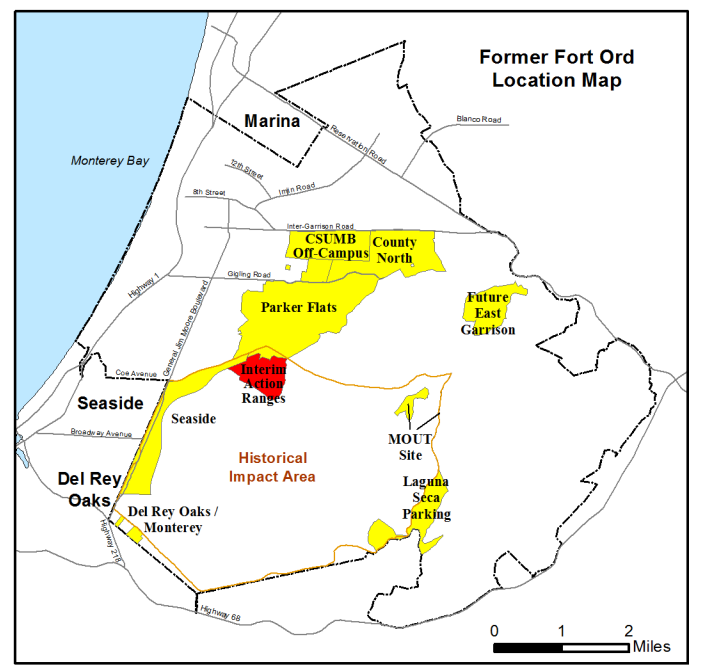 Former Fort Ord
Location Map
Marina
Blanco Road
Reservation Road
Monterey Bay
12th Street
Imjin Road
8th Street
Inter-Garrison Road
CSUMB
Off-Campus
County
North
Gigling Road
Highway 1
General Jim Moore Boulevard
Parker Flats
Future
East
Garrison
Interim
Action
Ranges
Coe Avenue
Seaside
Seaside
Broadway Avenue
MOUT
Site
Historical
Impact Area
Del Rey
Oaks
Laguna
Seca
Parking
Del Rey Oaks /
Monterey
Highway 218
Highway 68
0 1 2
Miles